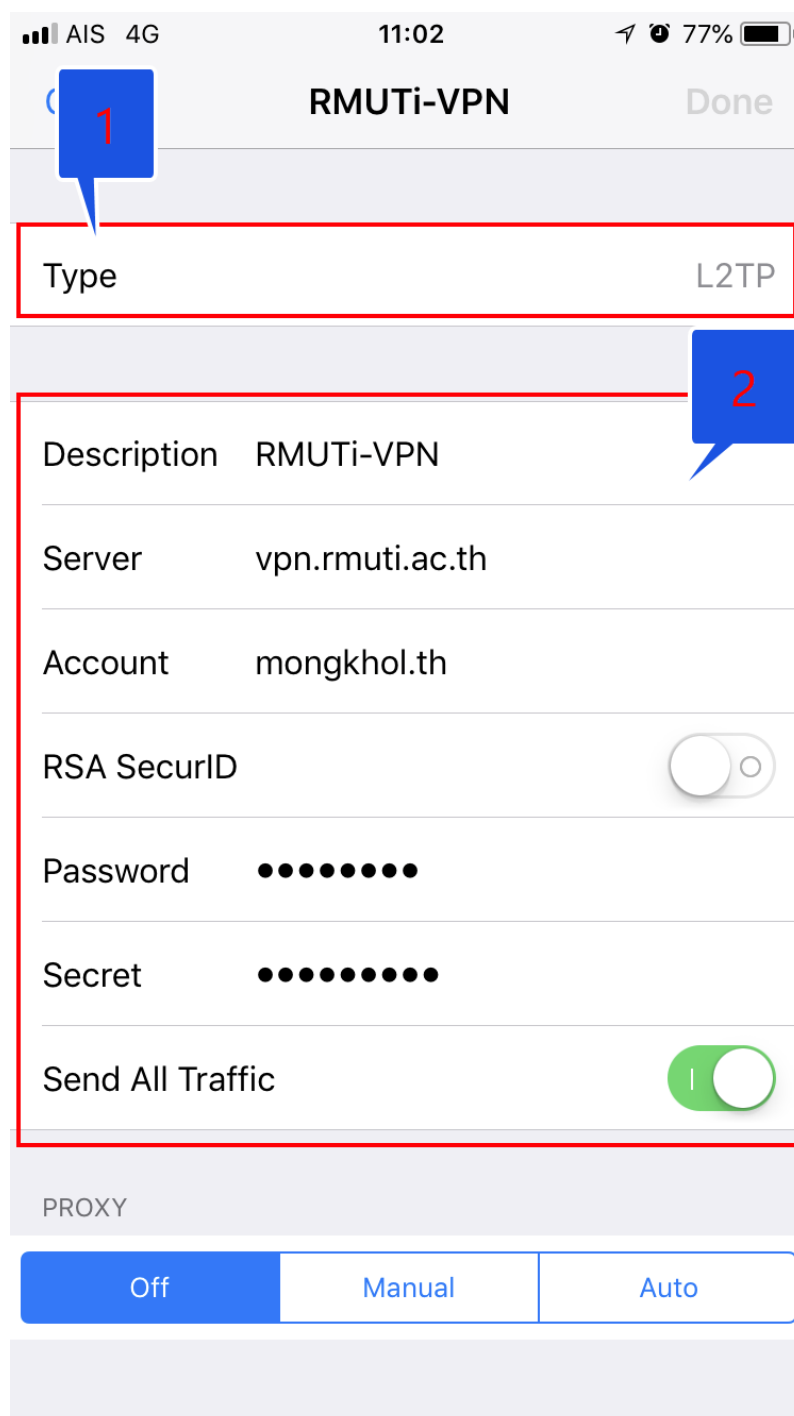 AIS 4G 11:02 77%
RMUTi-VPN Done
1
Type L2TP
2
Description RMUTi-VPN
Server vpn.rmuti.ac.th
Account mongkhol.th
RSA SecurID
Password ••••••••
Secret •••••••••
Send All Traffic
PROXY
Off Manual Auto